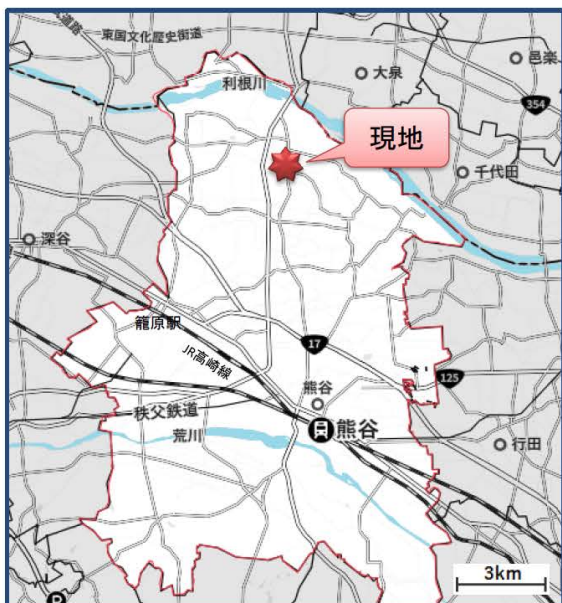 道路
東国文化歴史街道
邑楽
大泉
利根川
354
現地
千代田
深谷
籠原駅
17
JR高崎線
熊谷
125
秩父鉄道
熊谷
荒川
行田
3km
P